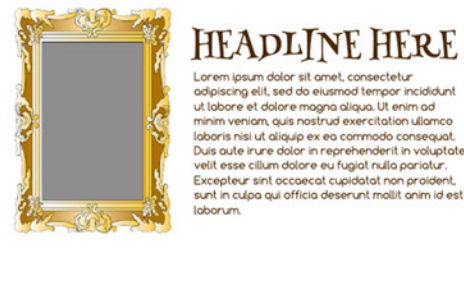 HEADLINE HERE
Lorem ipsum dolor sit amet, consectetur
adipiscing elit, sed do eiusmod tempor incididunt
ut labore et dolore magna aliqua. Ut enim ad
minim veniam, quis nostrud exercitation ullamco
laboris nisi ut aliquip ex ea commodo consequat.
Duis aute irure dolor in reprehenderit in voluptate
velit esse cillum dolore eu fugiat nulla pariatur.
Excepteur sint occaecat cupidatat non proident,
sunt in culpa qui officia deserunt mollit anim id est
laborum.